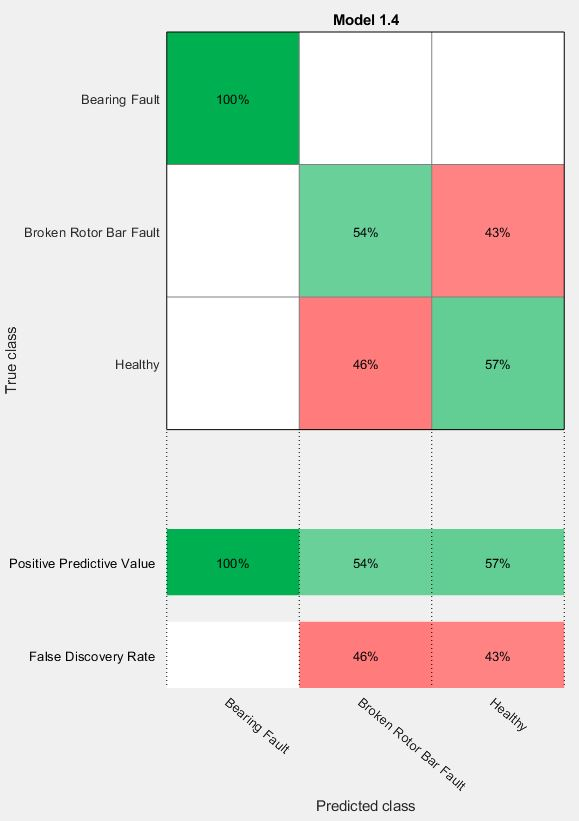 Model 1.4
Bearing Fault
100%
Broken Rotor Bar Fault
54%
43%
Healthy
46%
57%
True class
Positive Predictive Value
100%
54%
57%
False Discovery Rate
46%
43%
Bearing Fault
Broken Rotor Bar Fault
Healthy
Predicted class